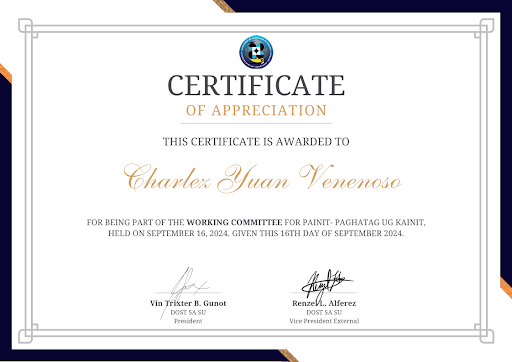 CERTIFICATE
OF APPRECIATION
THIS CERTIFICATE IS AWARDED TO
Charlez Yuan Venenoso
FOR BEING PART OF THE WORKING COMMITTEE FOR PAINIT- PAGHATAG UG KAINIT,
HELD ON SEPTEMBER 16, 2024. GIVEN THIS 16TH DAY OF SEPTEMBER 2024.
Vin Trixter B. Gunot
DOST SA SU
President
Renzel L. Alferez
DOST SA SU
Vice President External